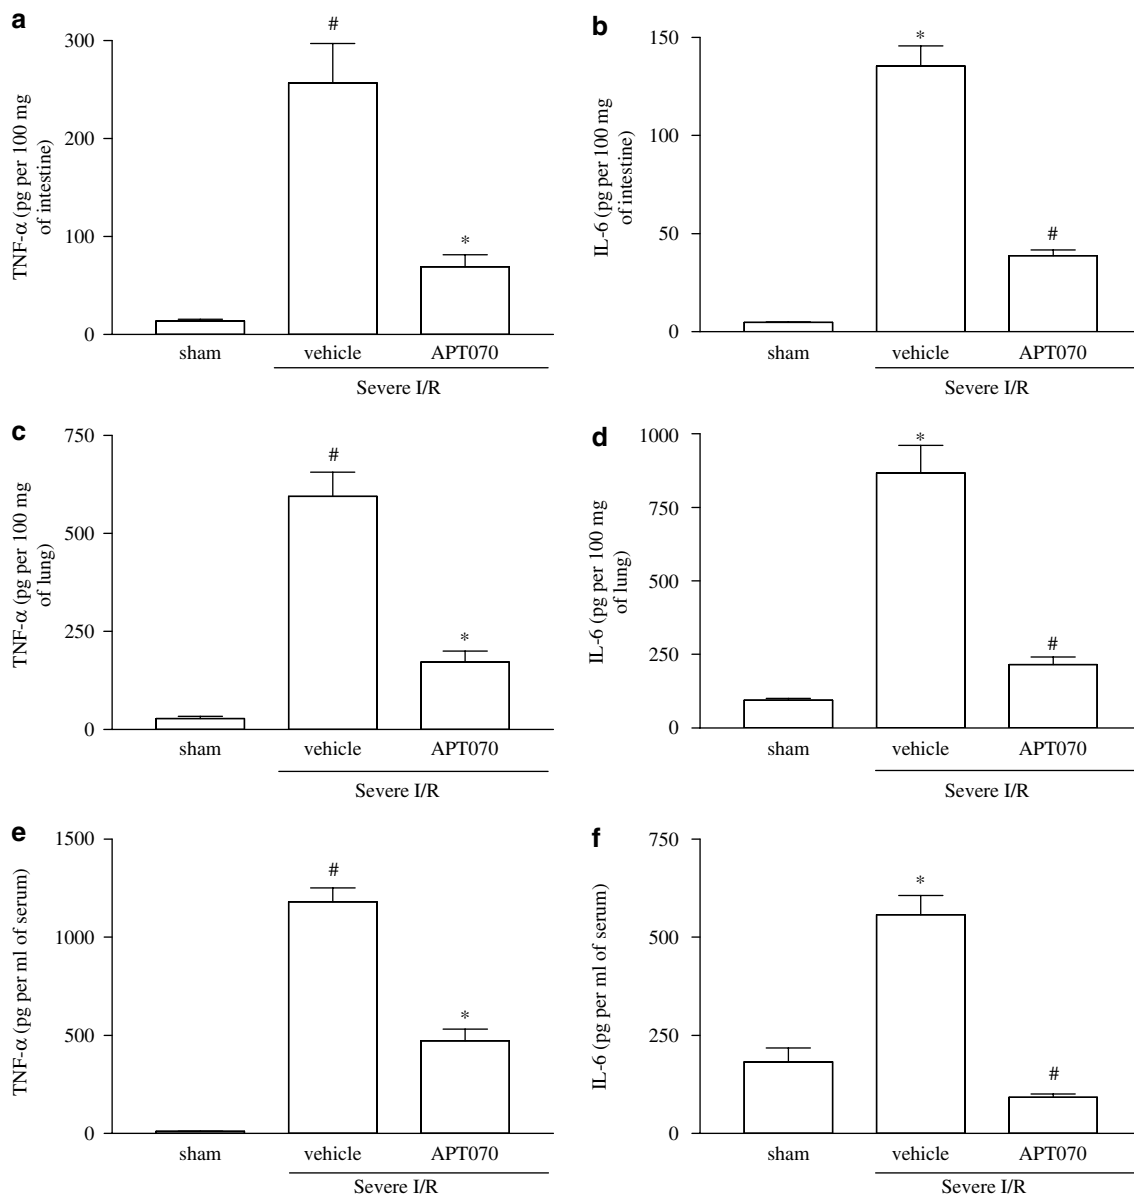 a
#
300
200
100
0
TNF-α (pg per 100 mg
of intestine)
*
sham
vehicle
APT070
Severe I/R
b
*
150
100
50
0
IL-6 (pg per 100 mg
of intestine)
#
sham
vehicle
APT070
Severe I/R
c
#
750
500
250
0
TNF-α (pg per 100 mg
of lung)
*
sham
vehicle
APT070
Severe I/R
d
*
1000
750
500
250
0
IL-6 (pg per 100 mg
of lung)
#
sham
vehicle
APT070
Severe I/R
e
#
1500
1000
500
0
TNF-α (pg per ml of serum)
*
sham
vehicle
APT070
Severe I/R
f
*
750
500
250
0
IL-6 (pg per ml of serum)
#
sham
vehicle
APT070
Severe I/R